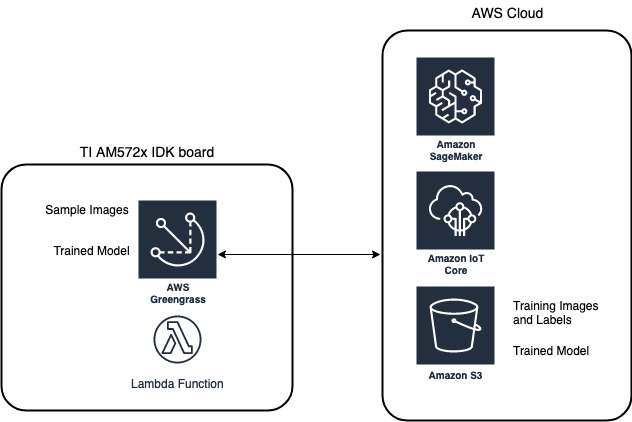 AWS Cloud
Amazon
SageMaker
TI AM572x IDK board
Sample Images
Trained Model
AWS
Greengrass
Lambda Function
Amazon IoT
Core
Training Images
and Labels
Trained Model
Amazon S3